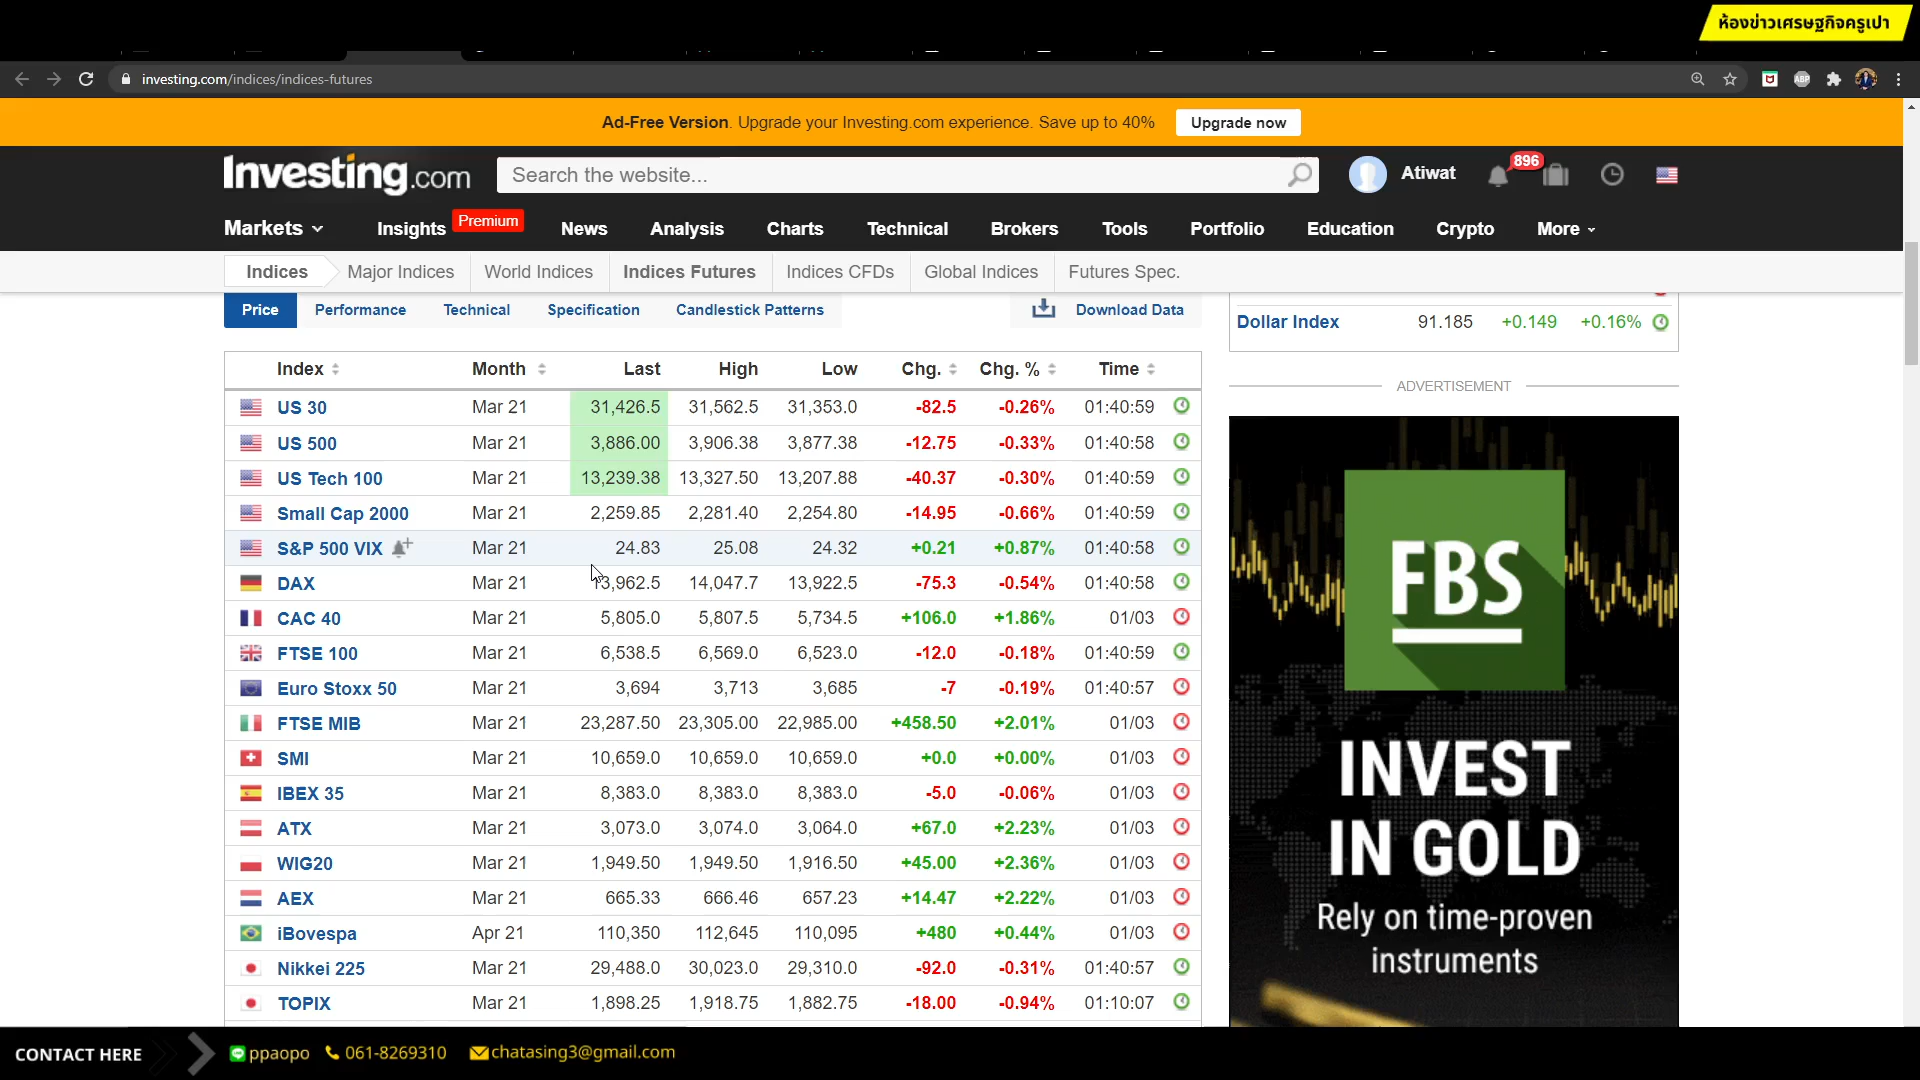 ห้องข่าวเศรษฐกิจครูเปา
investing.com/indices/indices-futures
Ad-Free Version. Upgrade your Investing.com experience. Save up to 40% Upgrade now
Investing.com Search the website... Atiwat 896
Markets Insights Premium News Analysis Charts Technical Brokers Tools Portfolio Education Crypto More
Indices Major Indices World Indices Indices Futures Indices CFDs Global Indices Futures Spec.
Price Performance Technical Specification Candlestick Patterns Download Data
Dollar Index 91.185 +0.149 +0.16%
Index Month Last High Low Chg. Chg. % Time
US 30 Mar 21 31,426.5 31,562.5 31,353.0 -82.5 -0.26% 01:40:59
US 500 Mar 21 3,886.00 3,906.38 3,877.38 -12.75 -0.33% 01:40:58
US Tech 100 Mar 21 13,239.38 13,327.50 13,207.88 -40.37 -0.30% 01:40:59
Small Cap 2000 Mar 21 2,259.85 2,281.40 2,254.80 -14.95 -0.66% 01:40:59
S&P 500 VIX Mar 21 24.83 25.08 24.32 +0.21 +0.87% 01:40:58
DAX Mar 21 13,962.5 14,047.7 13,922.5 -75.3 -0.54% 01:40:58
CAC 40 Mar 21 5,805.0 5,807.5 5,734.5 +106.0 +1.86% 01/03
FTSE 100 Mar 21 6,538.5 6,569.0 6,523.0 -12.0 -0.18% 01:40:59
Euro Stoxx 50 Mar 21 3,694 3,713 3,685 -7 -0.19% 01:40:57
FTSE MIB Mar 21 23,287.50 23,305.00 22,985.00 +458.50 +2.01% 01/03
SMI Mar 21 10,659.0 10,659.0 10,659.0 +0.0 +0.00% 01/03
IBEX 35 Mar 21 8,383.0 8,383.0 8,383.0 -5.0 -0.06% 01/03
ATX Mar 21 3,073.0 3,074.0 3,064.0 +67.0 +2.23% 01/03
WIG20 Mar 21 1,949.50 1,949.50 1,916.50 +45.00 +2.36% 01/03
AEX Mar 21 665.33 666.46 657.23 +14.47 +2.22% 01/03
iBovespa Apr 21 110,350 112,645 110,095 +480 +0.44% 01/03
Nikkei 225 Mar 21 29,488.0 30,023.0 29,310.0 -92.0 -0.31% 01:40:57
TOPIX Mar 21 1,898.25 1,918.75 1,882.75 -18.00 -0.94% 01:10:07
ADVERTISEMENT
FBS
INVEST
IN GOLD
Rely on time-proven
instruments
CONTACT HERE ppaopo 061-8269310 chatasing3@gmail.com